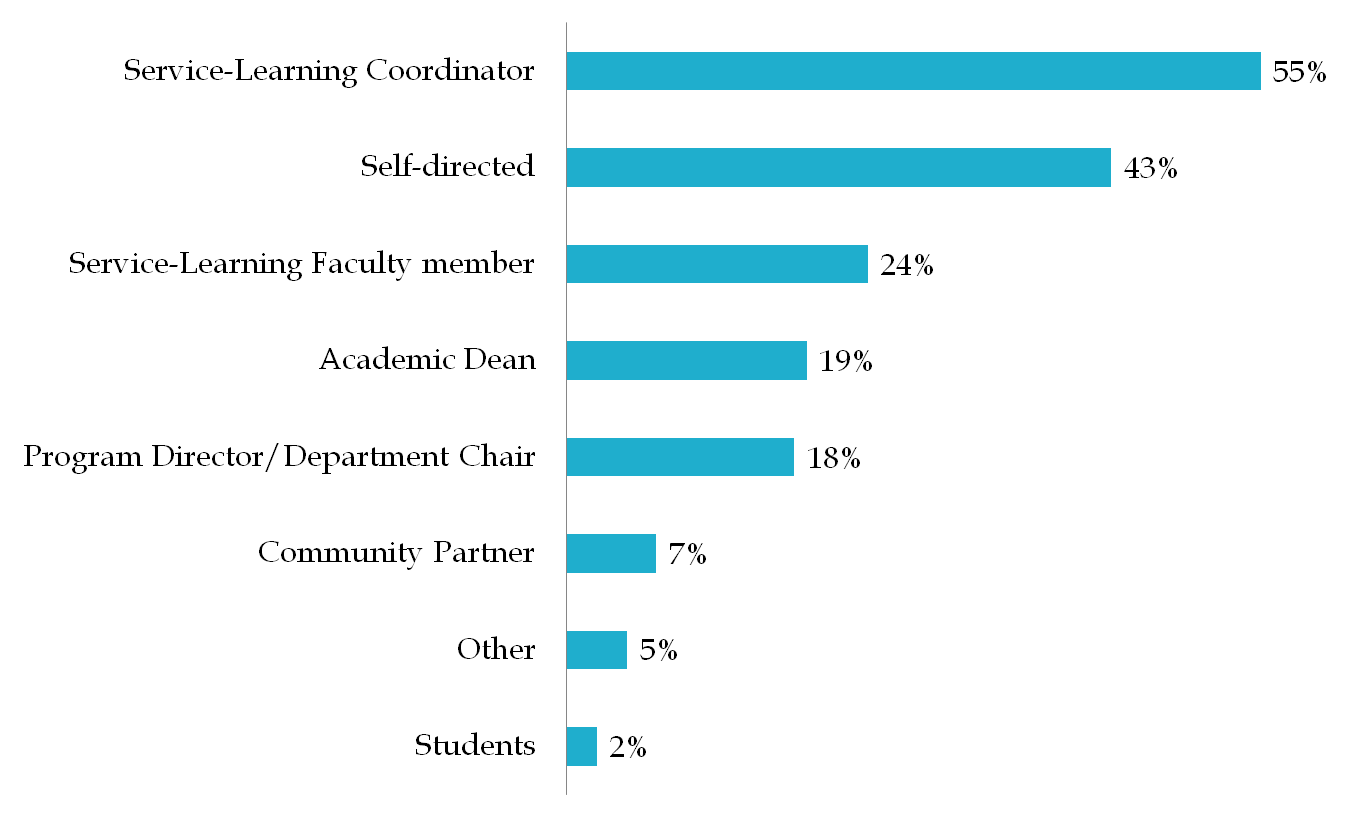 Service-Learning Coordinator 55%
Self-directed 43%
Service-Learning Faculty member 24%
Academic Dean 19%
Program Director/Department Chair 18%
Community Partner 7%
Other 5%
Students 2%